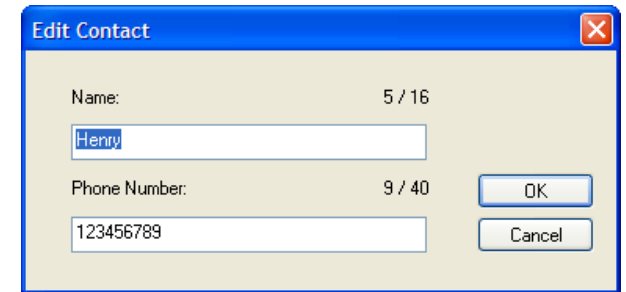 Edit Contact
Name: 5 / 16
Henry
Phone Number: 9 / 40
OK
123456789
Cancel